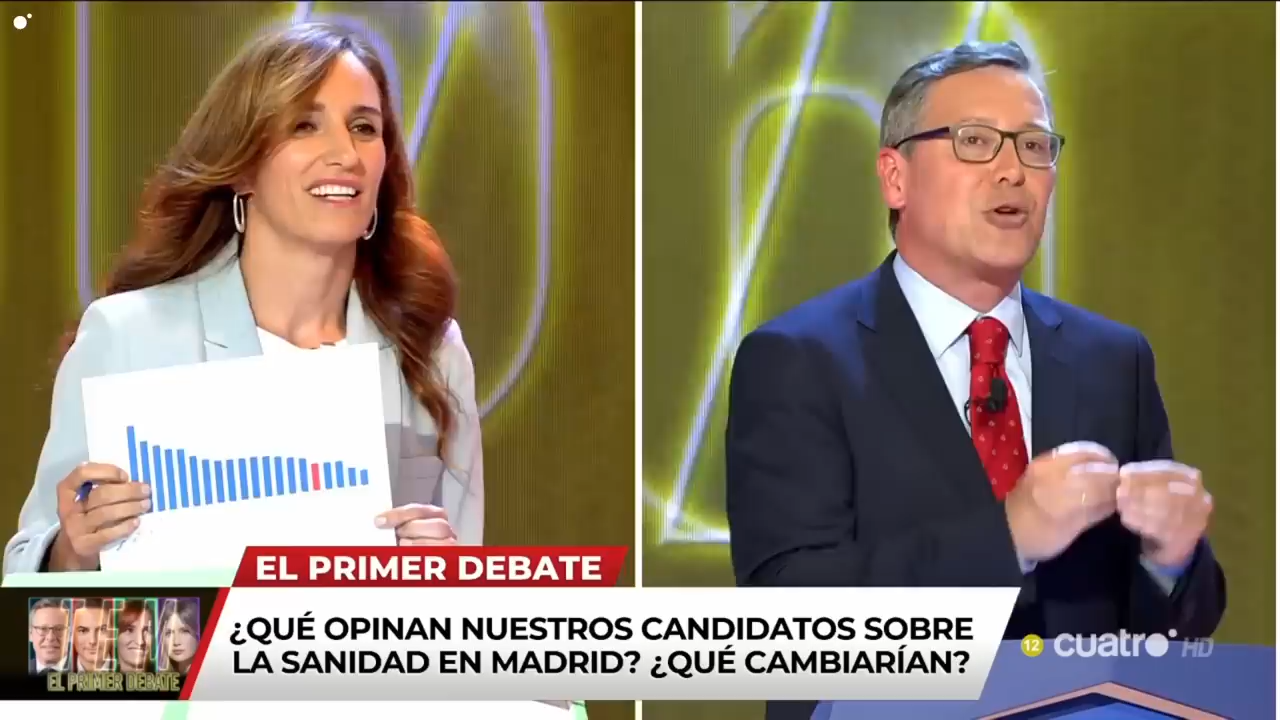 EL PRIMER DEBATE
¿QUÉ OPINAN NUESTROS CANDIDATOS SOBRE
LA SANIDAD EN MADRID? ¿QUÉ CAMBIARÍAN?
TEM
EL PRIMER DEBATE
12 cuatro HD